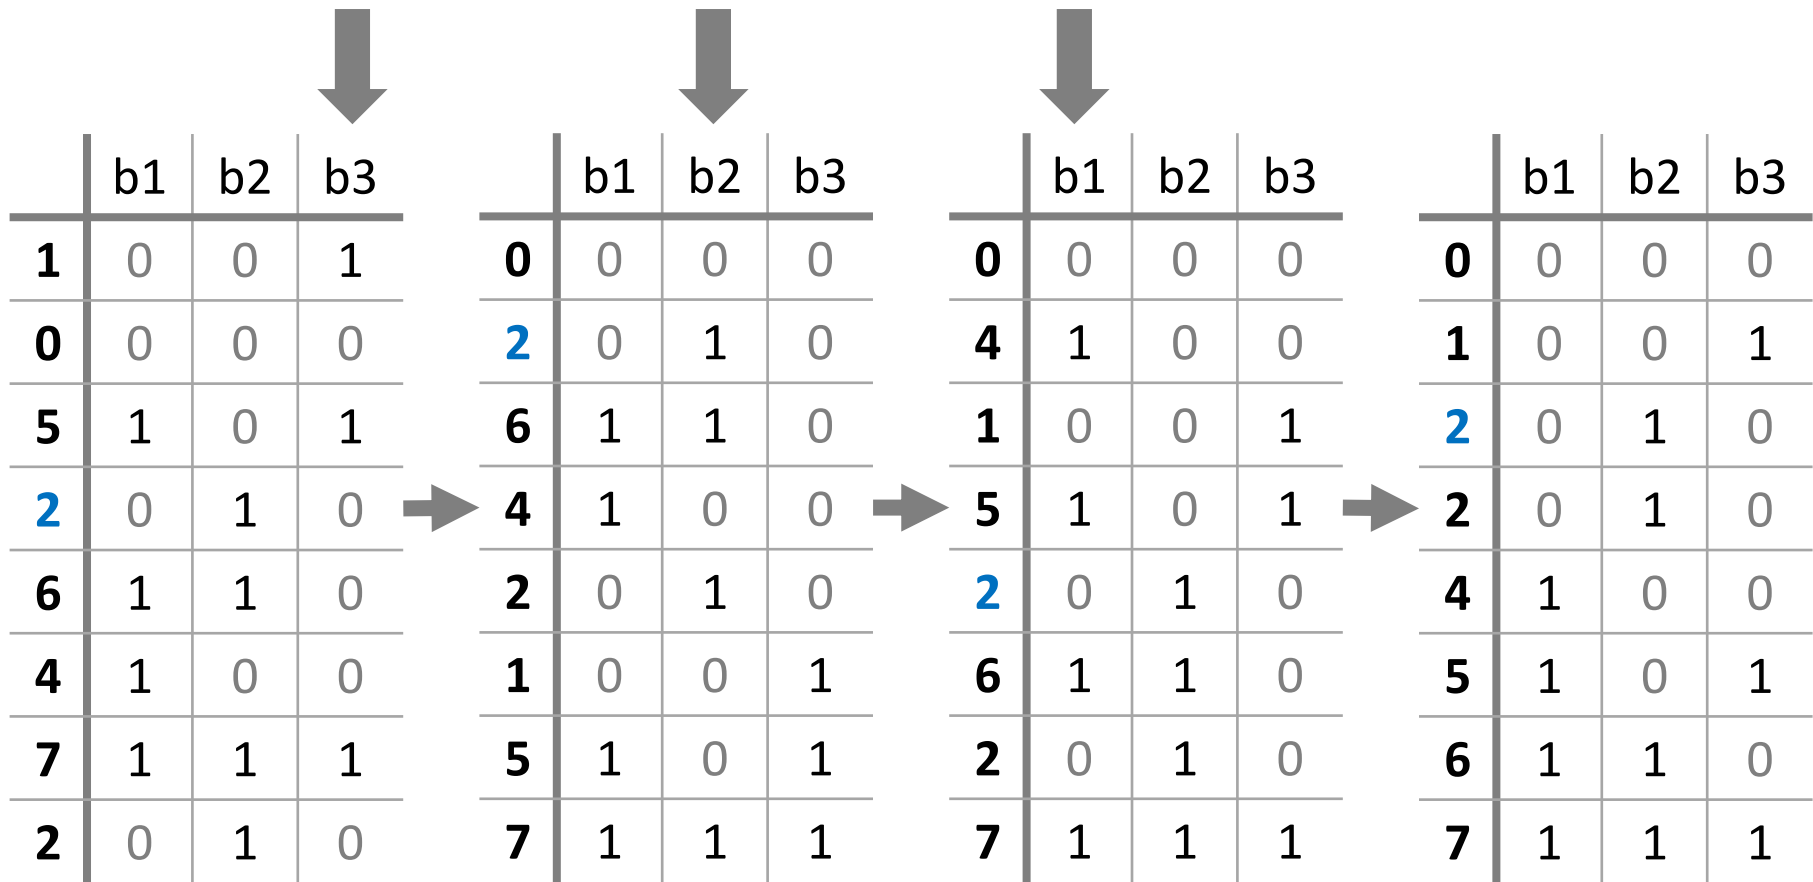 b1 b2 b3 b1 b2 b3 b1 b2 b3 b1 b2 b3
1 0 0 1 0 0 0 0 0 0 0 0 0 0 0 0
0 0 0 0 2 0 1 0 4 1 0 0 1 0 0 1
5 1 0 1 6 1 1 0 1 0 0 1 2 0 1 0
2 0 1 0 4 1 0 0 5 1 0 1 2 0 1 0
6 1 1 0 2 0 1 0 2 0 1 0 4 1 0 0
4 1 0 0 1 0 0 1 6 1 1 0 5 1 0 1
7 1 1 1 5 1 0 1 2 0 1 0 6 1 1 0
2 0 1 0 7 1 1 1 7 1 1 1 7 1 1 1